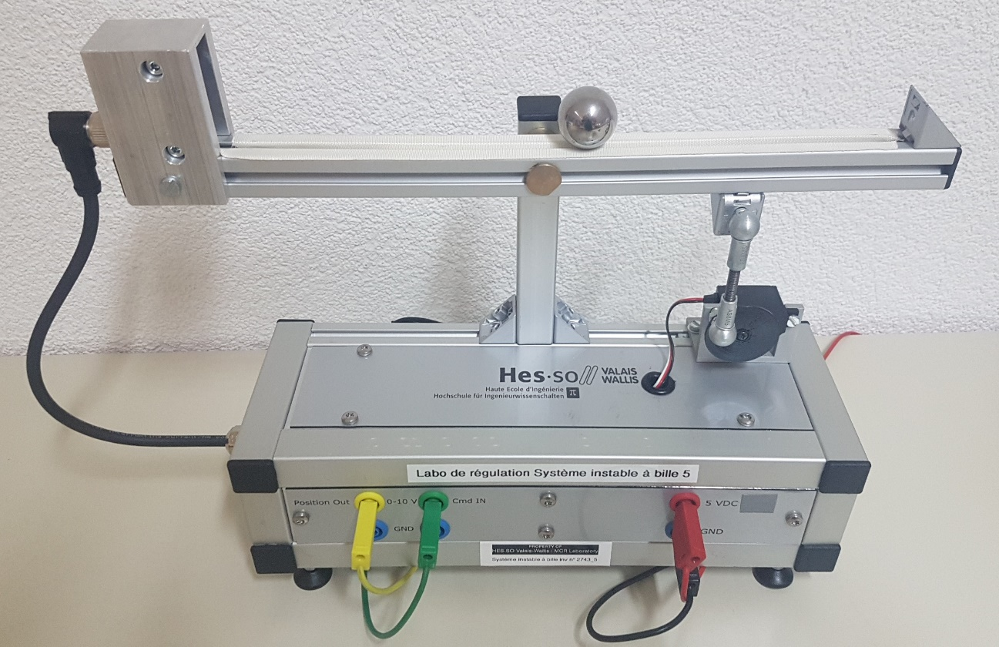 Hes·so// VALAIS
WALLIS
Haute Ecole d'Ingénierie
Hochschule für Ingenieurwissenschaften π
Labo de régulation Système instable à bille 5
Position Out 0-10 V Cmd IN 5 VDC
GND GND
PROPERTY OF
HES-SO Valais-Wallis / MCR Laboratory
Système instable à bille inv n° 2743_5